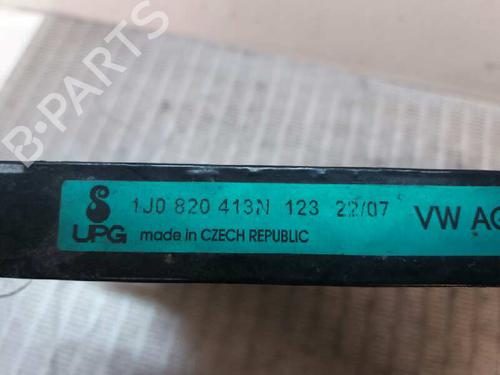 B-PARTS
1J0 820 413N 123 22/07 VW AG
UPG made in CZECH REPUBLIC